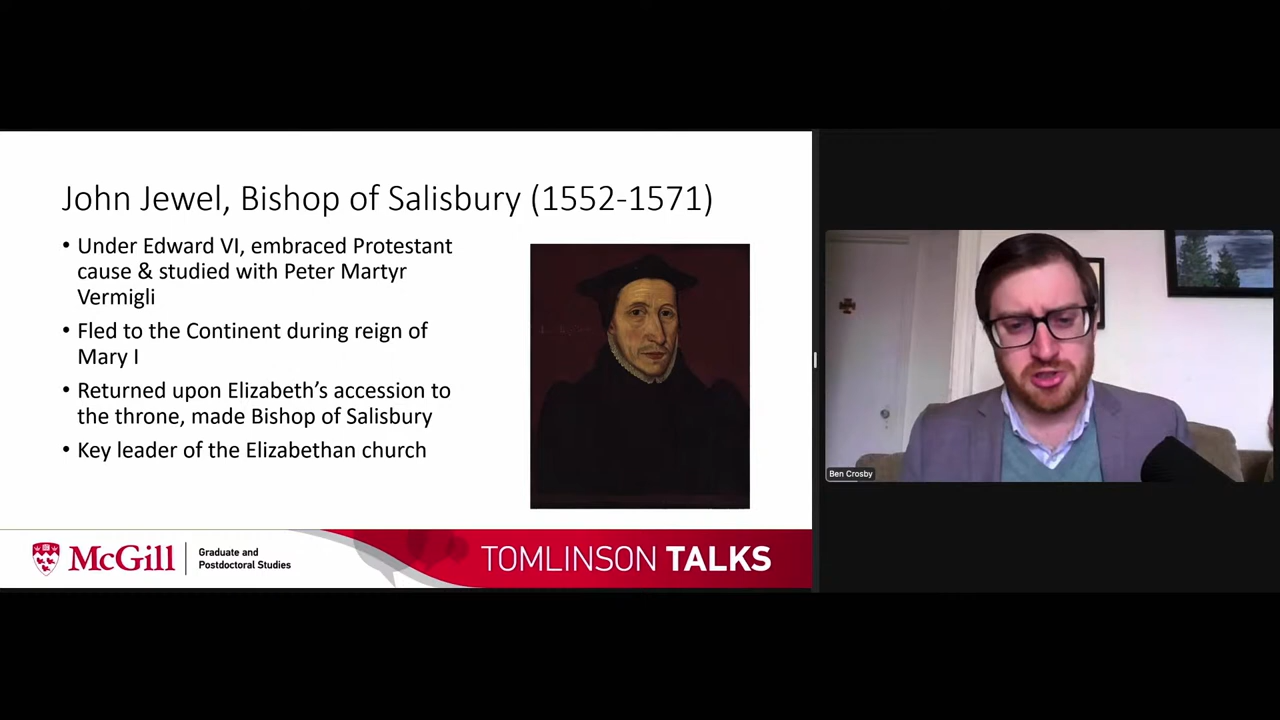 John Jewel, Bishop of Salisbury (1552-1571)
• Under Edward VI, embraced Protestant
cause & studied with Peter Martyr
Vermigli
• Fled to the Continent during reign of
Mary I
• Returned upon Elizabeth’s accession to
the throne, made Bishop of Salisbury
• Key leader of the Elizabethan church
McGill
Graduate and
Postdoctoral Studies
TOMLINSON TALKS
Ben Crosby